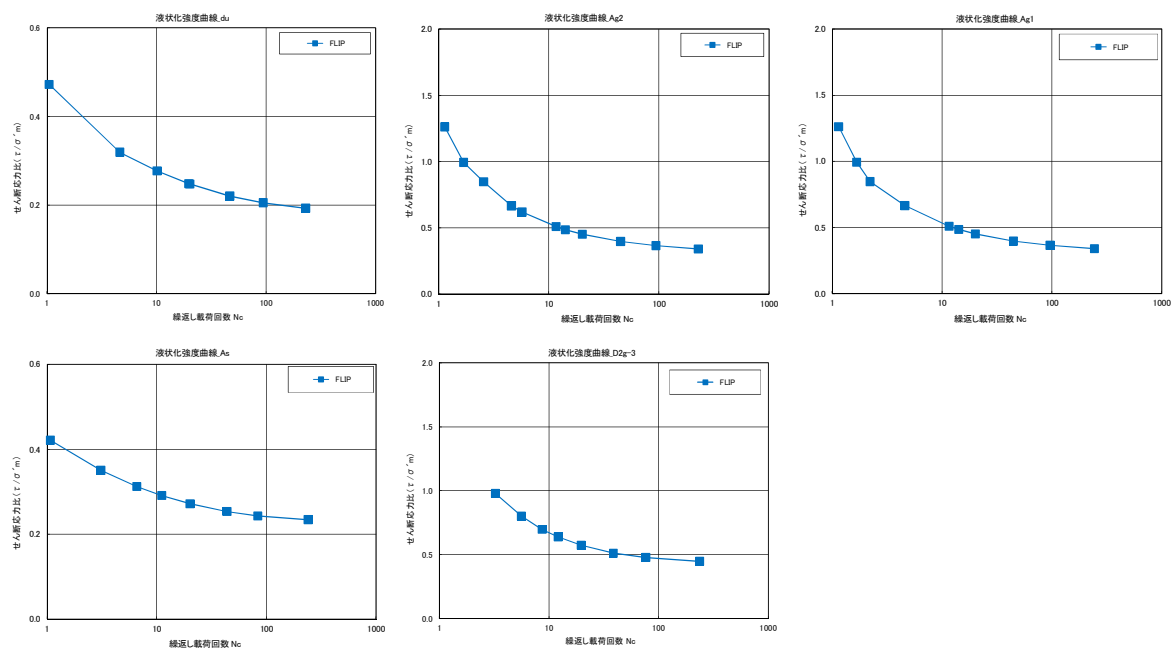 液状化強度曲線_du
FLIP
0.6
0.4
0.2
0.0
せん断応力比(τ/σ'm)
1
10
100
1000
繰返し載荷回数 Nc
液状化強度曲線_Ag2
FLIP
2.0
1.5
1.0
0.5
0.0
せん断応力比(τ/σ'm)
1
10
100
1000
繰返し載荷回数 Nc
液状化強度曲線_Ag1
FLIP
2.0
1.5
1.0
0.5
0.0
せん断応力比(τ/σ'm)
1
10
100
1000
繰返し載荷回数 Nc
液状化強度曲線_As
FLIP
0.6
0.4
0.2
0.0
せん断応力比(τ/σ'm)
1
10
100
1000
繰返し載荷回数 Nc
液状化強度曲線_D2g-3
FLIP
2.0
1.5
1.0
0.5
0.0
せん断応力比(τ/σ'm)
1
10
100
1000
繰返し載荷回数 Nc